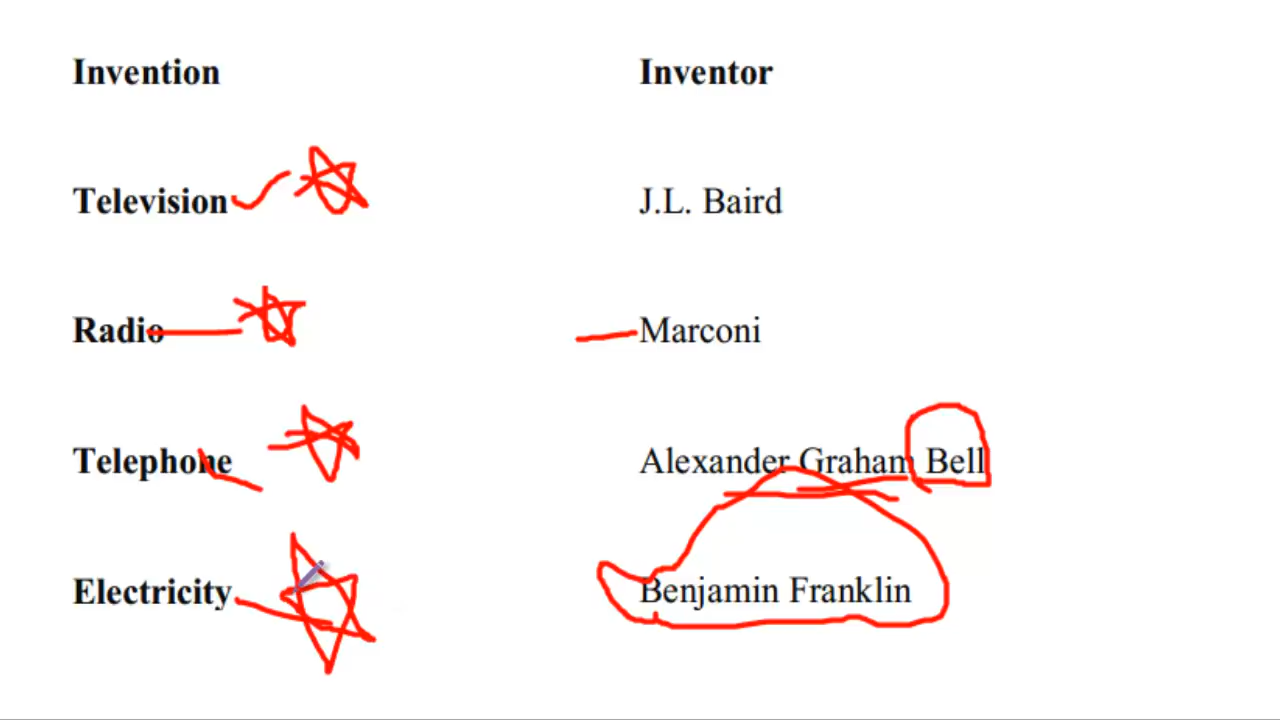 Invention Inventor
Television J.L. Baird
Radio Marconi
Telephone Alexander Graham Bell
Electricity Benjamin Franklin